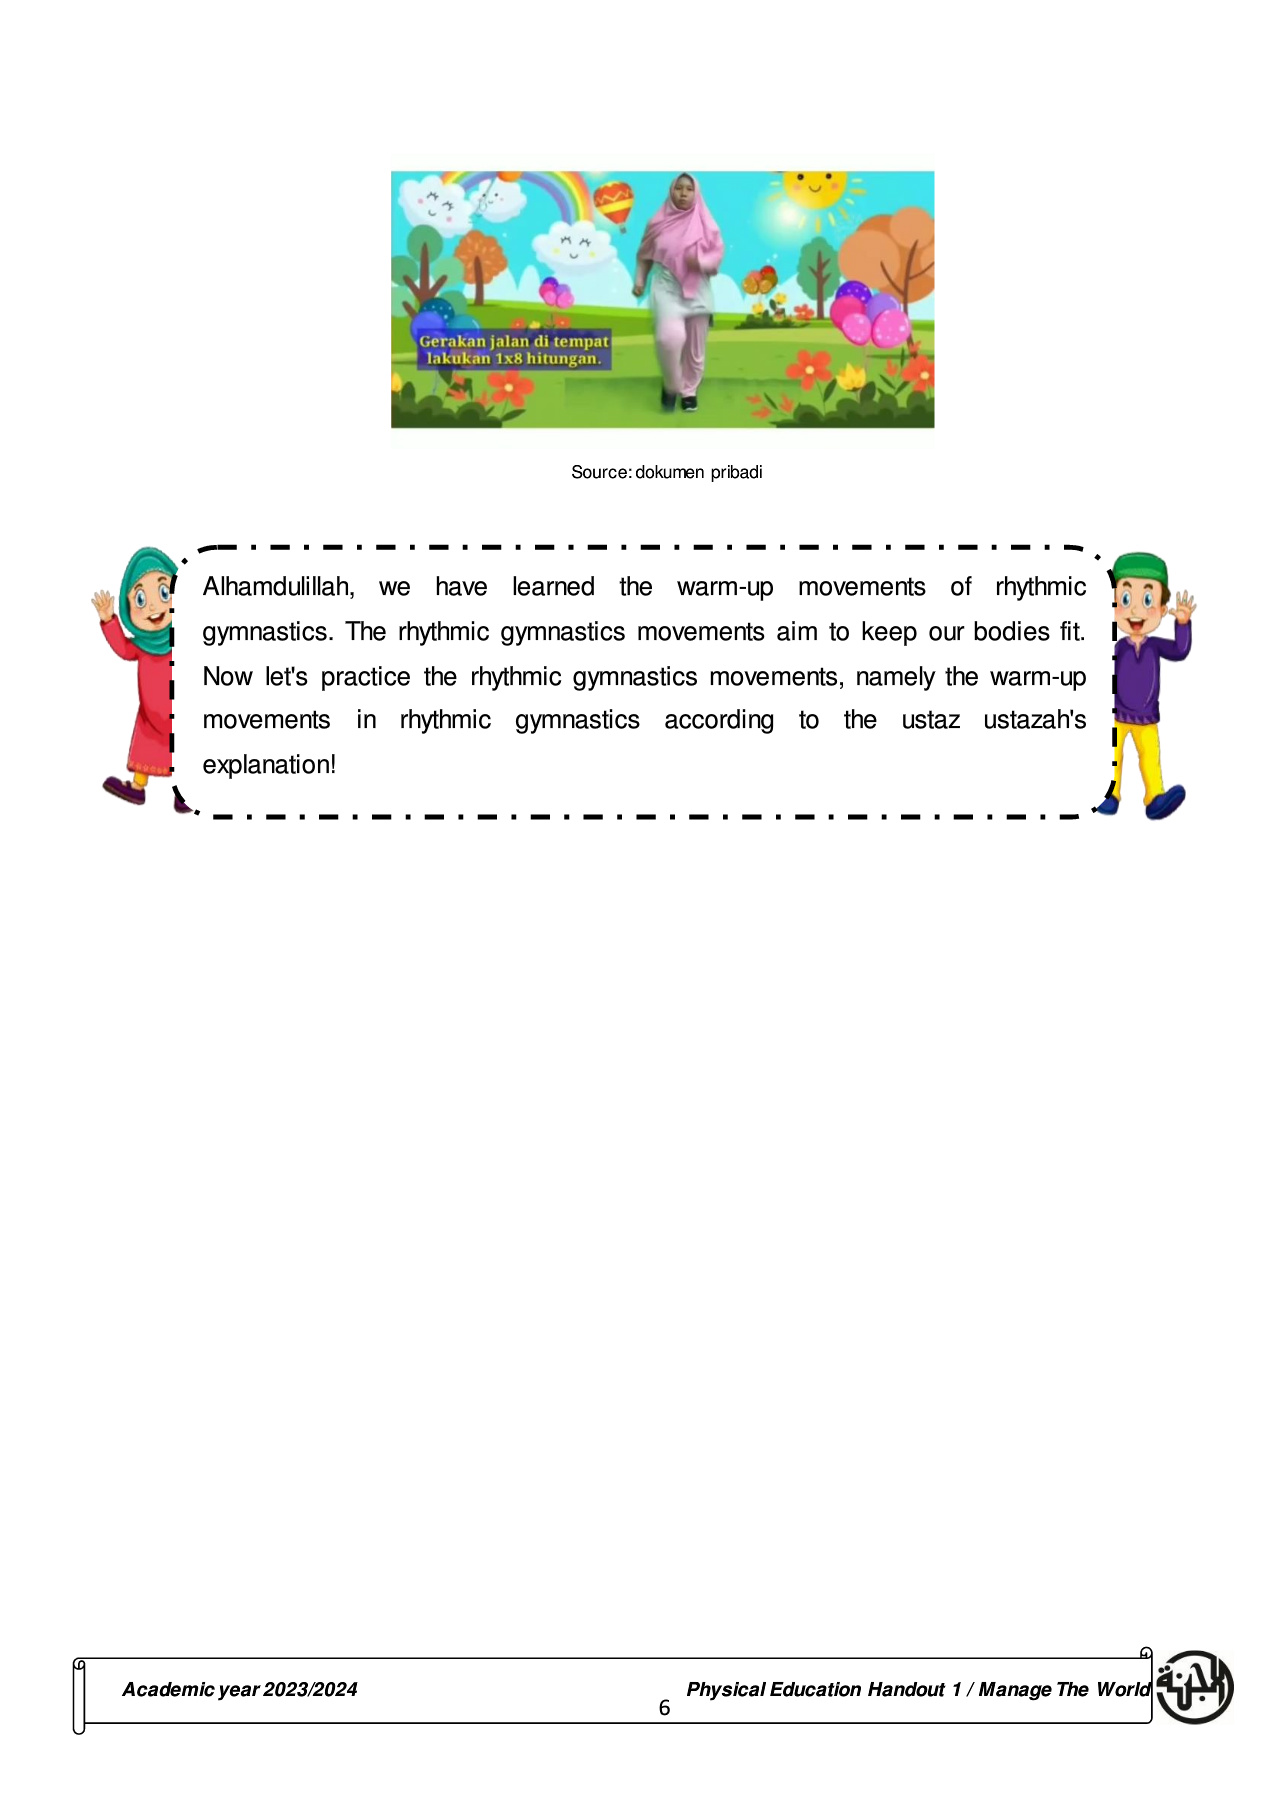 Gerakan jalan di tempat
lakukan 1x8 hitungan.
Source: dokumen pribadi
Alhamdulillah, we have learned the warm-up movements of rhythmic
gymnastics. The rhythmic gymnastics movements aim to keep our bodies fit.
Now let's practice the rhythmic gymnastics movements, namely the warm-up
movements in rhythmic gymnastics according to the ustaz ustazah's
explanation!
Academic year 2023/2024
Physical Education Handout 1 / Manage The World
6